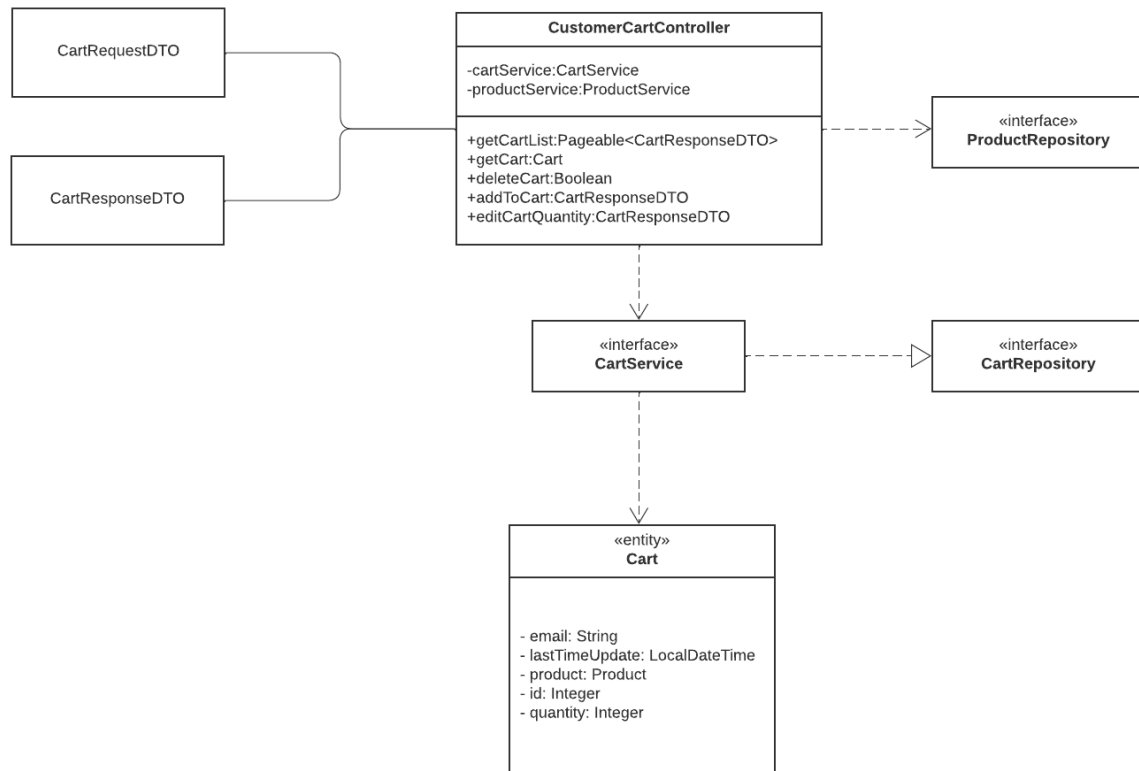 CartRequestDTO
CartResponseDTO
CustomerCartController
-cartService:CartService
-productService:ProductService
+getCartList:Pageable<CartResponseDTO>
+getCart:Cart
+deleteCart:Boolean
+addToCart:CartResponseDTO
+editCartQuantity:CartResponseDTO
«interface»
ProductRepository
«interface»
CartService
«interface»
CartRepository
«entity»
Cart
- email: String
- lastTimeUpdate: LocalDateTime
- product: Product
- id: Integer
- quantity: Integer